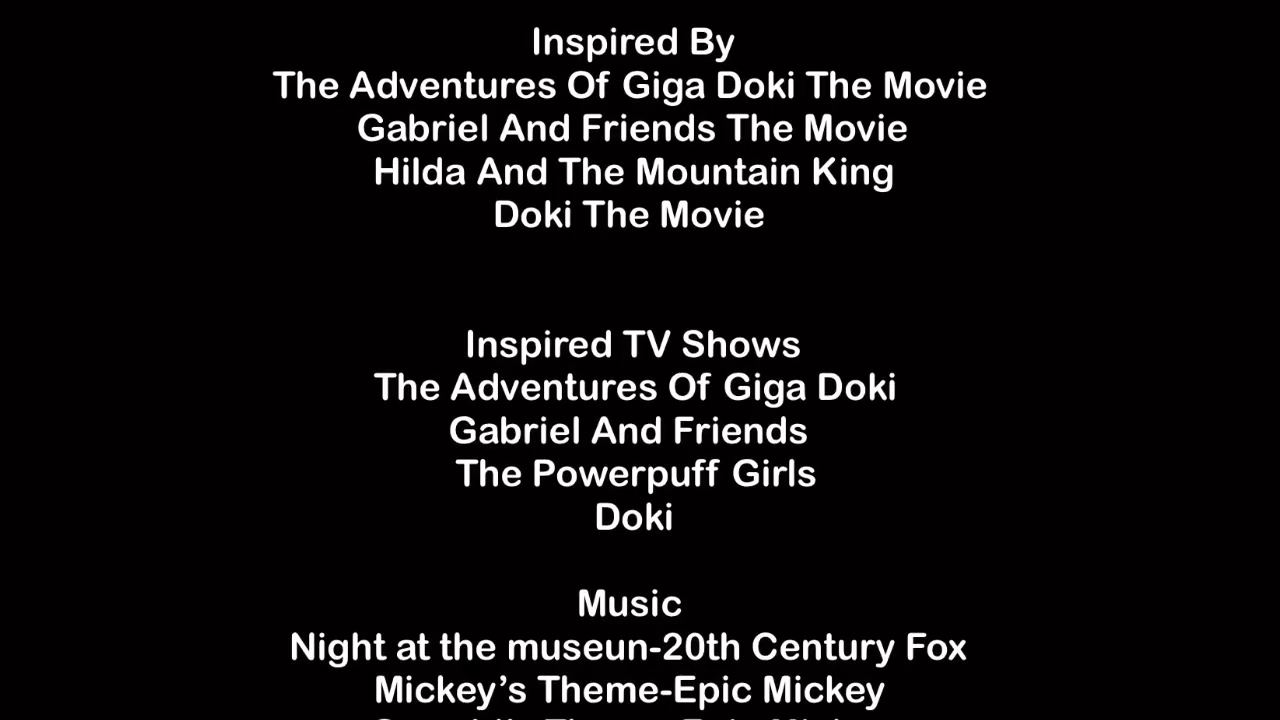 Inspired By
The Adventures Of Giga Doki The Movie
Gabriel And Friends The Movie
Hilda And The Mountain King
Doki The Movie
Inspired TV Shows
The Adventures Of Giga Doki
Gabriel And Friends
The Powerpuff Girls
Doki
Music
Night at the museun-20th Century Fox
Mickey’s Theme-Epic Mickey